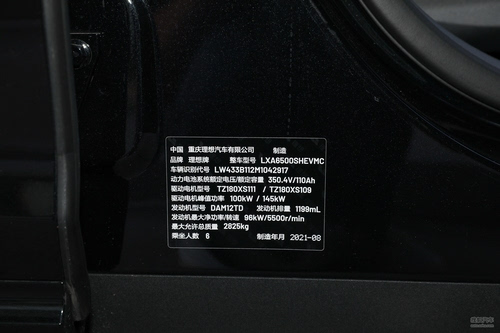 中国 重庆理想汽车有限公司 制造
品牌 理想牌 整车型号 LXA6500SHEVMC
车辆识别代号 LW433B112M1042917
动力电池系统额定电压/额定容量 350.4V/110Ah
驱动电机型号 TZ180XS111 / TZ180XS109
驱动电机峰值功率 100kW / 145kW
发动机型号 DAM12TD 发动机排量 1199mL
发动机最大净功率/转速 96kW/5500r/min
最大允许总质量 2825kg
乘坐人数 6 制造年月 2021-08